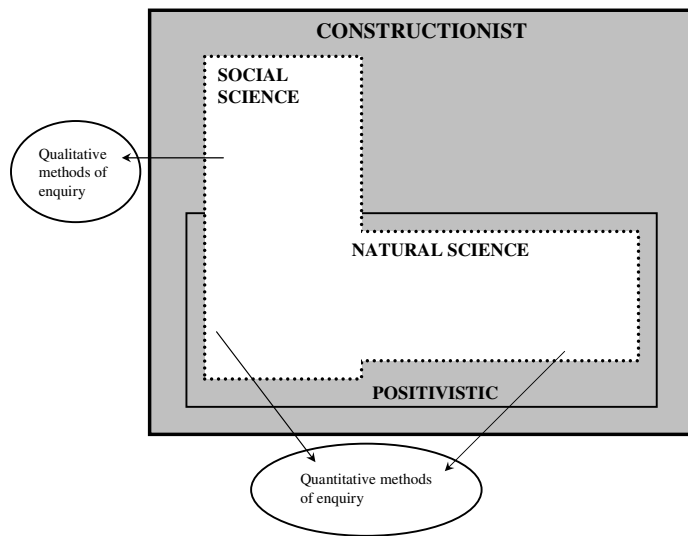 CONSTRUCTIONIST
SOCIAL
SCIENCE
Qualitative
methods of
enquiry
NATURAL SCIENCE
POSITIVISTIC
Quantitative methods
of enquiry